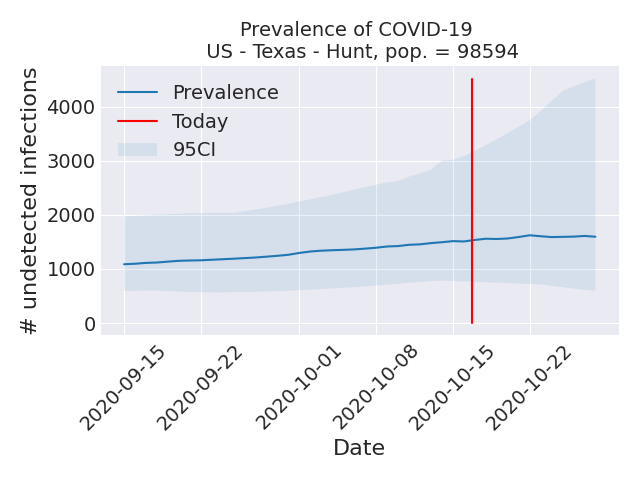 Prevalence of COVID-19
US - Texas - Hunt, pop. = 98594
# undetected infections
4000
3000
2000
1000
0
Prevalence
Today
95CI
2020-09-15
2020-09-22
2020-10-01
2020-10-08
2020-10-15
2020-10-22
Date